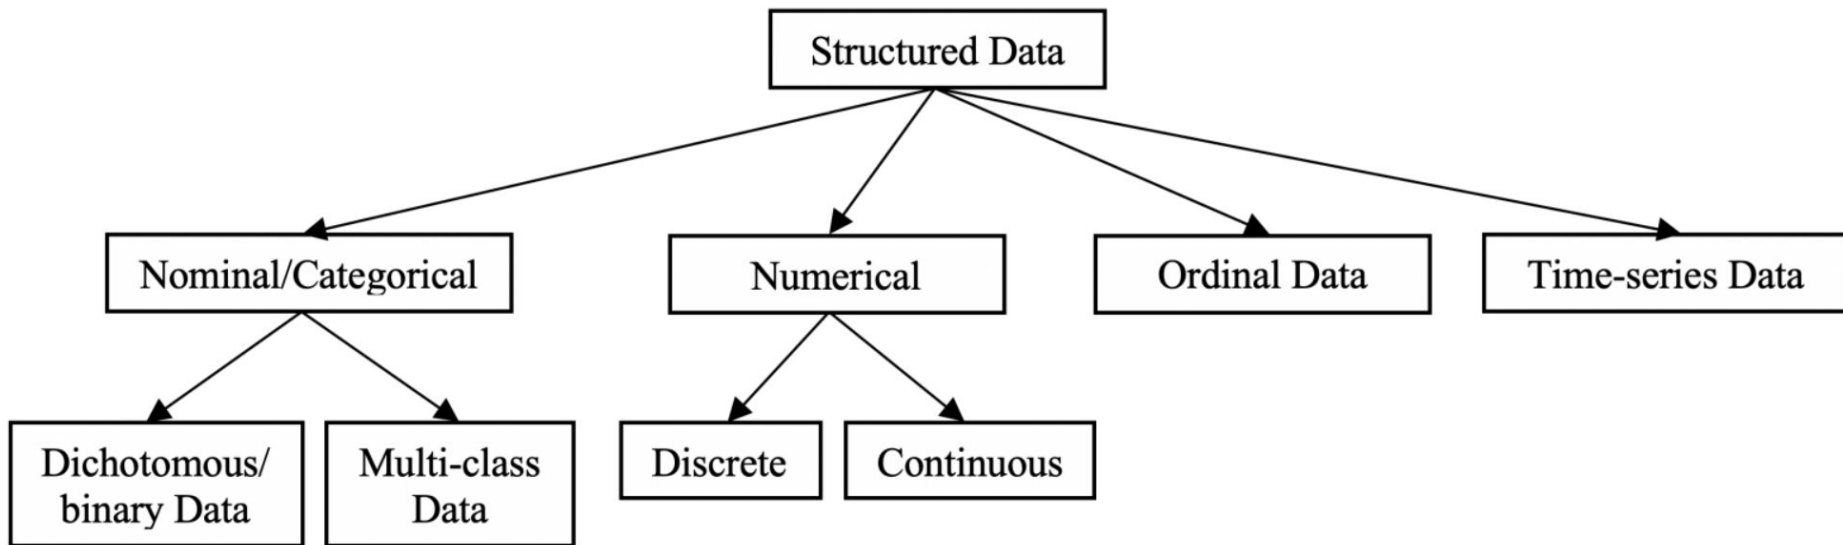 Structured Data
Nominal/Categorical
Numerical
Ordinal Data
Time-series Data
Dichotomous/
binary Data
Multi-class
Data
Discrete
Continuous